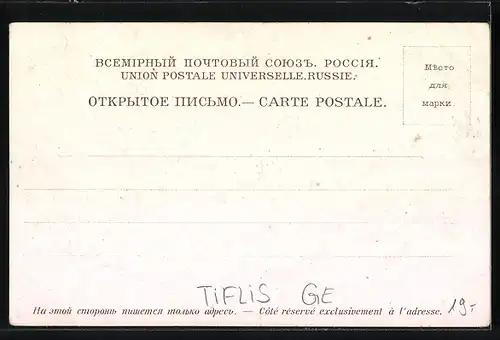 ВСЕМІРНЫЙ ПОЧТОВЫЙ СОЮЗЪ. РОССІЯ.
UNION POSTALE UNIVERSELLE.RUSSIE.
ОТКРЫТОЕ ПИСЬМО.— CARTE POSTALE.
Мѣсто
для
марки
TIFLIS GE
На этой сторонѣ пишется только адресъ. — Côté réservé exclusivement à l'adresse.
19.-